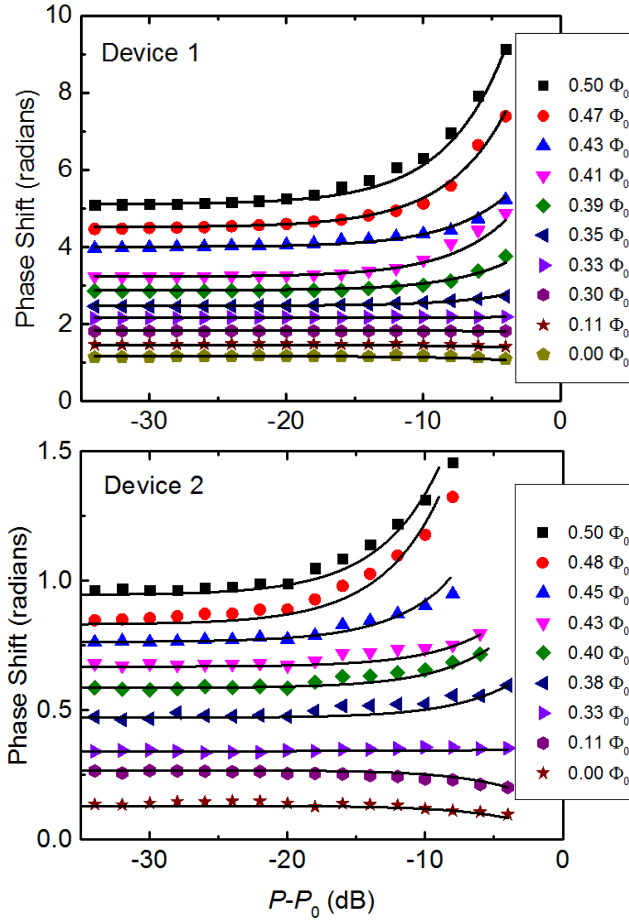 10
Device 1
8
6
4
2
0
Phase Shift (radians)
0.50 Φ₀
0.47 Φ₀
0.43 Φ₀
0.41 Φ₀
0.39 Φ₀
0.35 Φ₀
0.33 Φ₀
0.30 Φ₀
0.11 Φ₀
0.00 Φ₀
-30 -20 -10 0
1.5
Device 2
1.0
0.5
0.0
Phase Shift (radians)
0.50 Φ₀
0.48 Φ₀
0.45 Φ₀
0.43 Φ₀
0.40 Φ₀
0.38 Φ₀
0.33 Φ₀
0.11 Φ₀
0.00 Φ₀
-30 -20 -10 0
P-P₀ (dB)